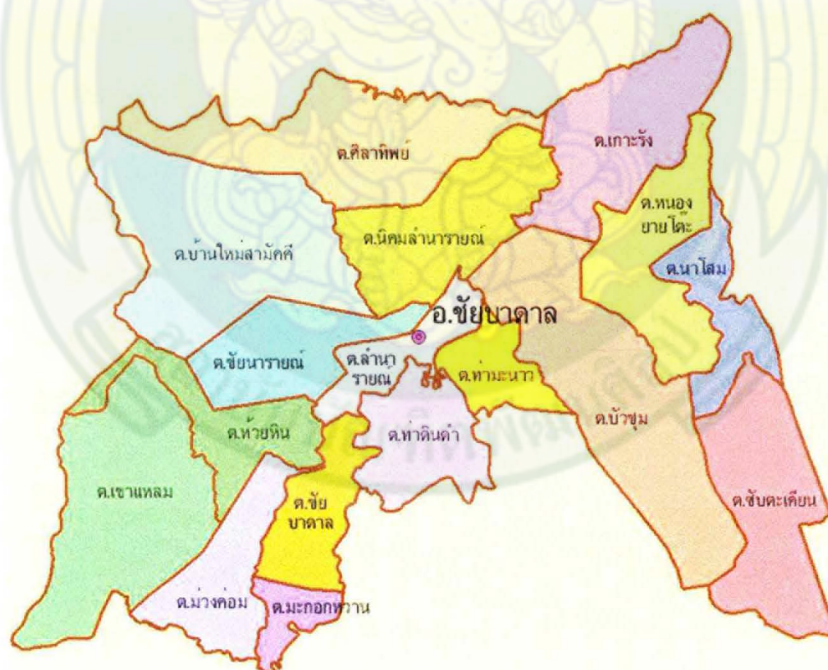 ต.ศิลาทิพย์
ต.เกาะรัง
ต.หนอง
ยายโต๊ะ
ต.นิคมลำนารายณ์
ต.บ้านใหม่สามัคคี
ต.นาโสม
อ.ชัยบาดาล
ต.ชัยนารายณ์
ต.ลำนา
รายณ์
ต.ท่ามะนาว
ต.บัวชุม
ต.ห้วยหิน
ต.ท่าดินดำ
ต.เขาแหลม
ต.ชัย
บาดาล
ต.ซับตะเคียน
ต.ม่วงค่อม
ต.มะกอกหวาน